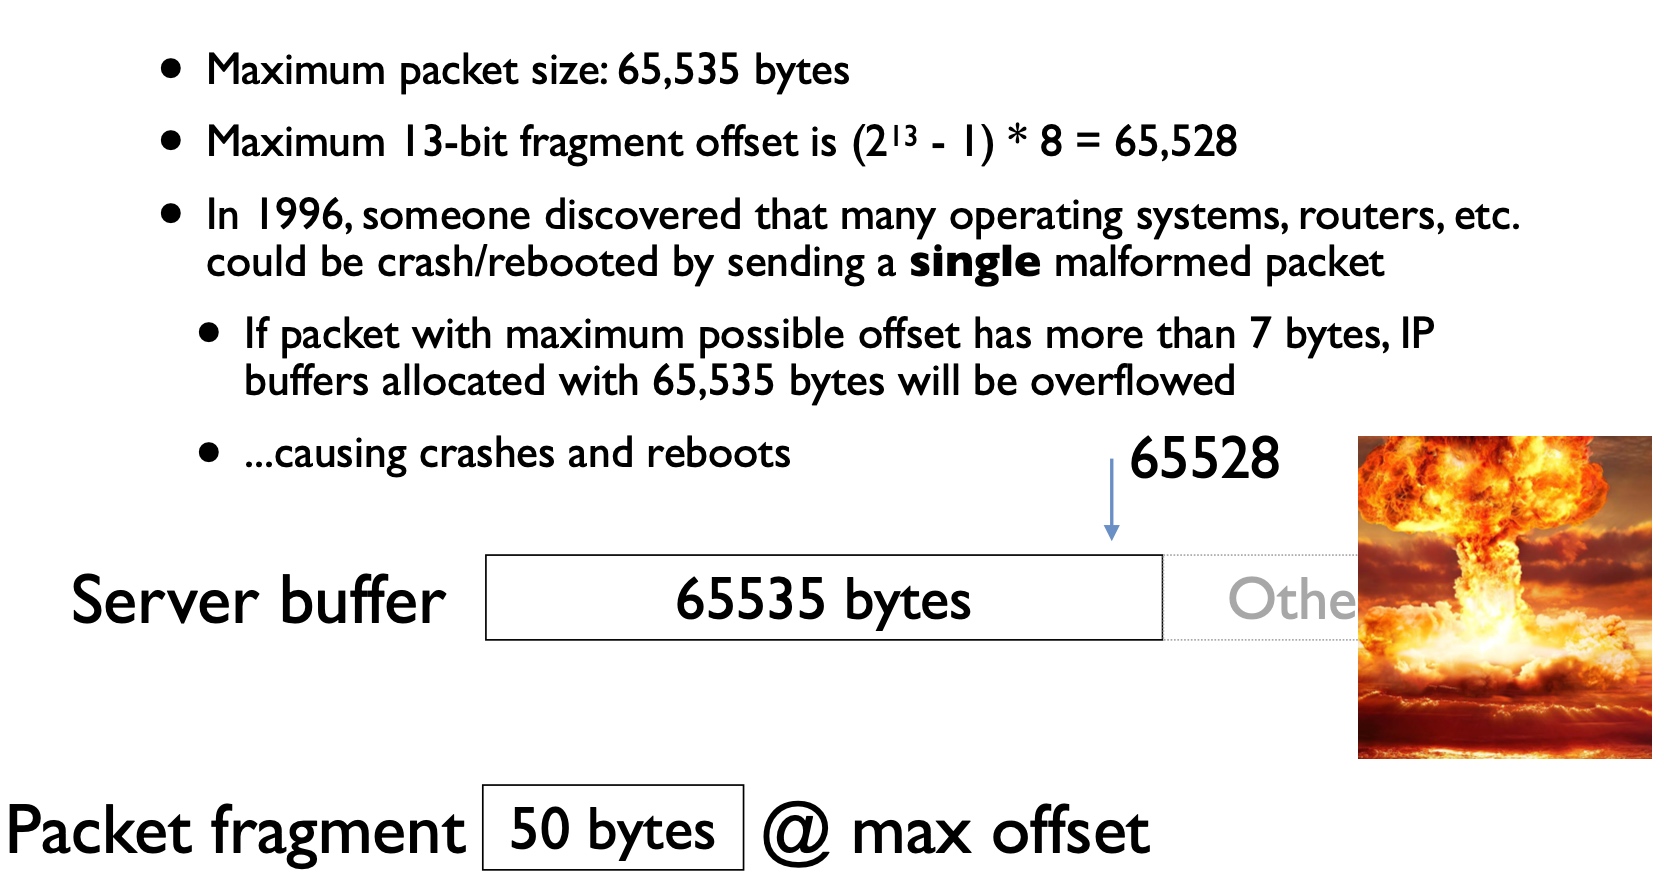 • Maximum packet size: 65,535 bytes
• Maximum 13-bit fragment offset is (2¹³ - 1) * 8 = 65,528
• In 1996, someone discovered that many operating systems, routers, etc.
could be crash/rebooted by sending a single malformed packet
• If packet with maximum possible offset has more than 7 bytes, IP
buffers allocated with 65,535 bytes will be overflowed
• ...causing crashes and reboots
65528
Server buffer 65535 bytes Othe
Packet fragment 50 bytes @ max offset